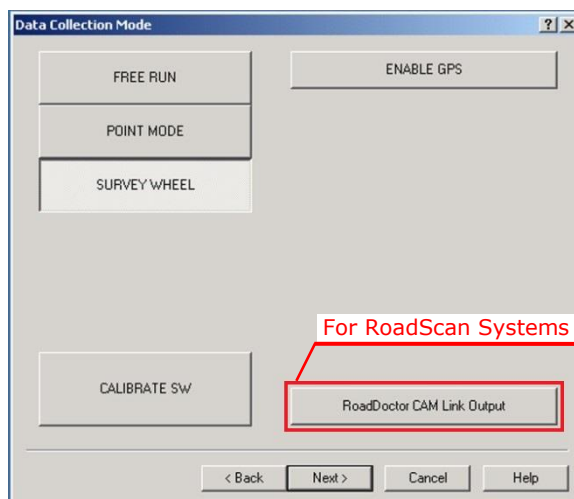 Data Collection Mode
FREE RUN
ENABLE GPS
POINT MODE
SURVEY WHEEL
For RoadScan Systems
CALIBRATE SW
RoadDoctor CAM Link Output
< Back
Next >
Cancel
Help